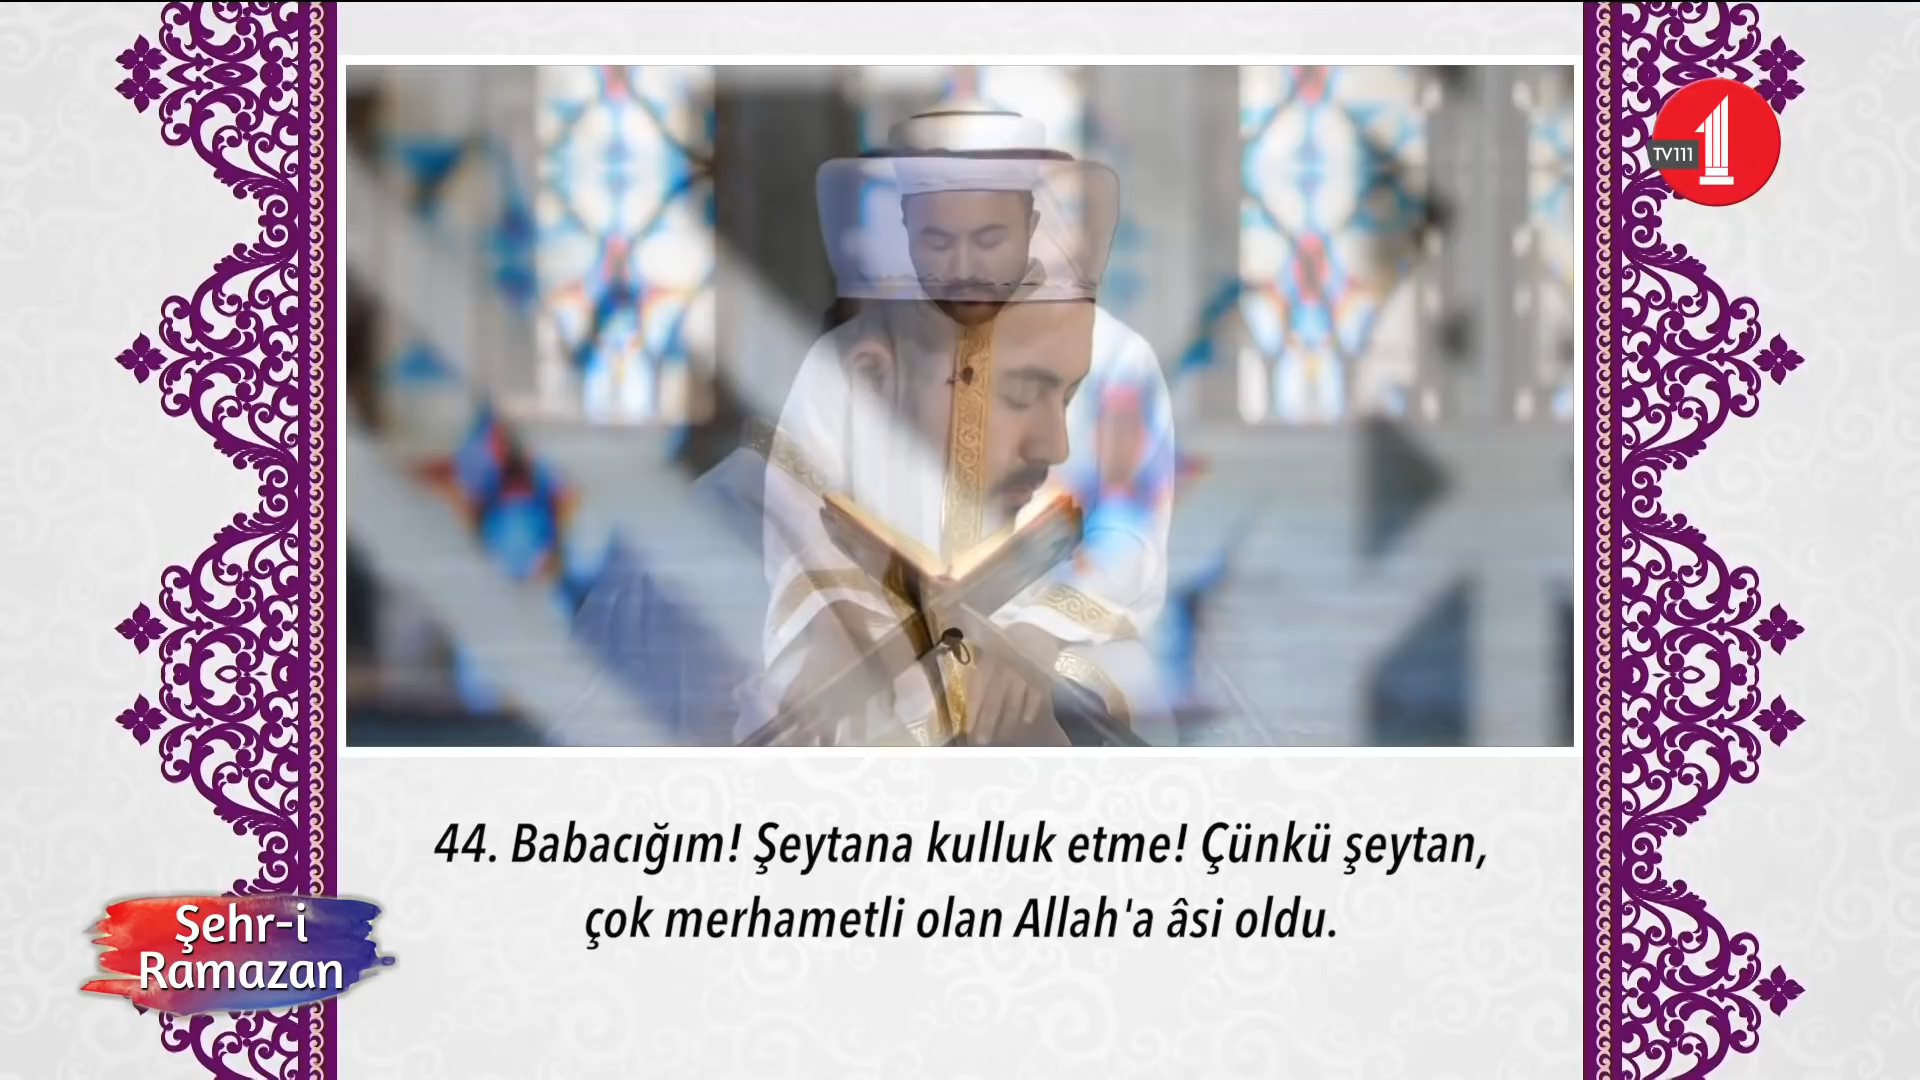 TV111
44. Babacığım! Şeytana kulluk etme! Çünkü şeytan,
çok merhametli olan Allah'a âsi oldu.
Şehr-i
Ramazan